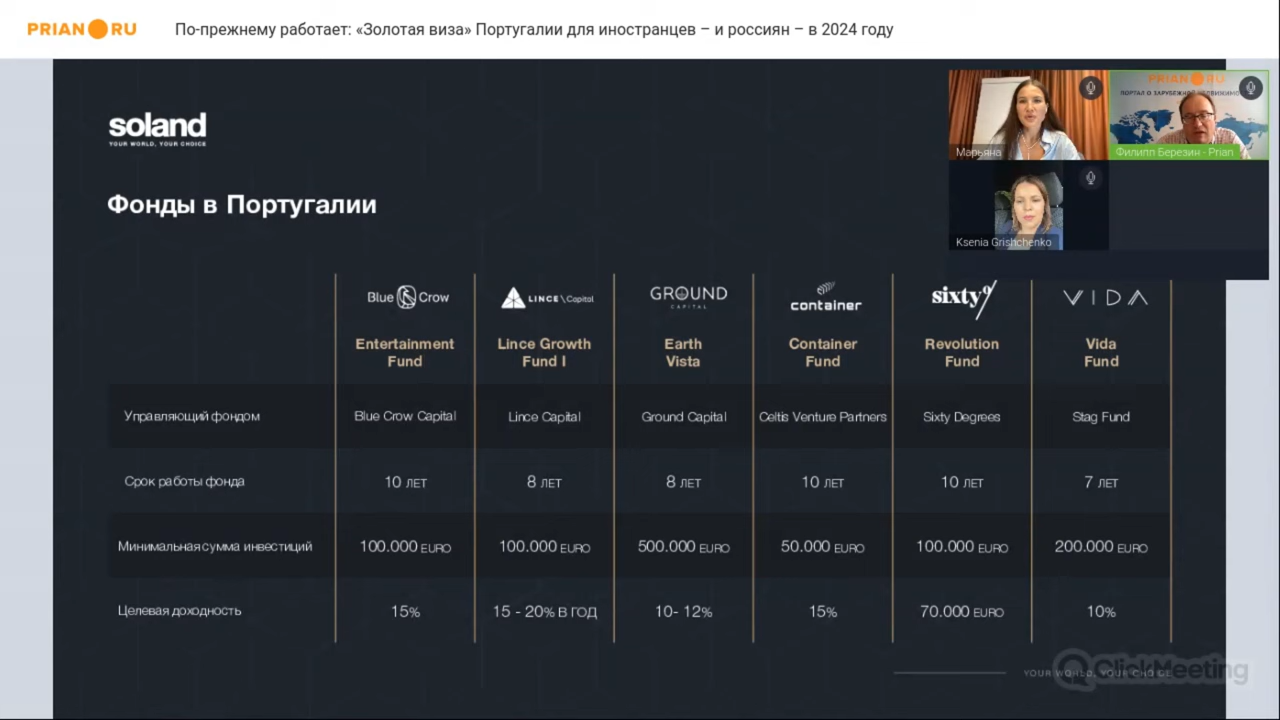 PRIAN RU
По-прежнему работает: «Золотая виза» Португалии для иностранцев – и россиян – в 2024 году
soland
YOUR WORLD, YOUR CHOICE
PRIAN RU
Марьяна
Филипп Березин - Prian
Ksenia Grishchenko
Фонды в Португалии
Blue Crow
LINCE \ Capital
GROUND
CAPITAL
container
sixty°
VIDA
Entertainment
Fund
Lince Growth
Fund I
Earth
Vista
Container
Fund
Revolution
Fund
Vida
Fund
Управляющий фондом
Blue Crow Capital
Lince Capital
Ground Capital
Celtis Venture Partners
Sixty Degrees
Stag Fund
Срок работы фонда
10 ЛЕТ
8 ЛЕТ
8 ЛЕТ
10 ЛЕТ
10 ЛЕТ
7 ЛЕТ
Минимальная сумма инвестиций
100.000 EURO
100.000 EURO
500.000 EURO
50.000 EURO
100.000 EURO
200.000 EURO
Целевая доходность
15%
15 - 20% В ГОД
10- 12%
15%
70.000 EURO
10%
YOUR WORLD, YOUR CHOICE
ClickMeeting